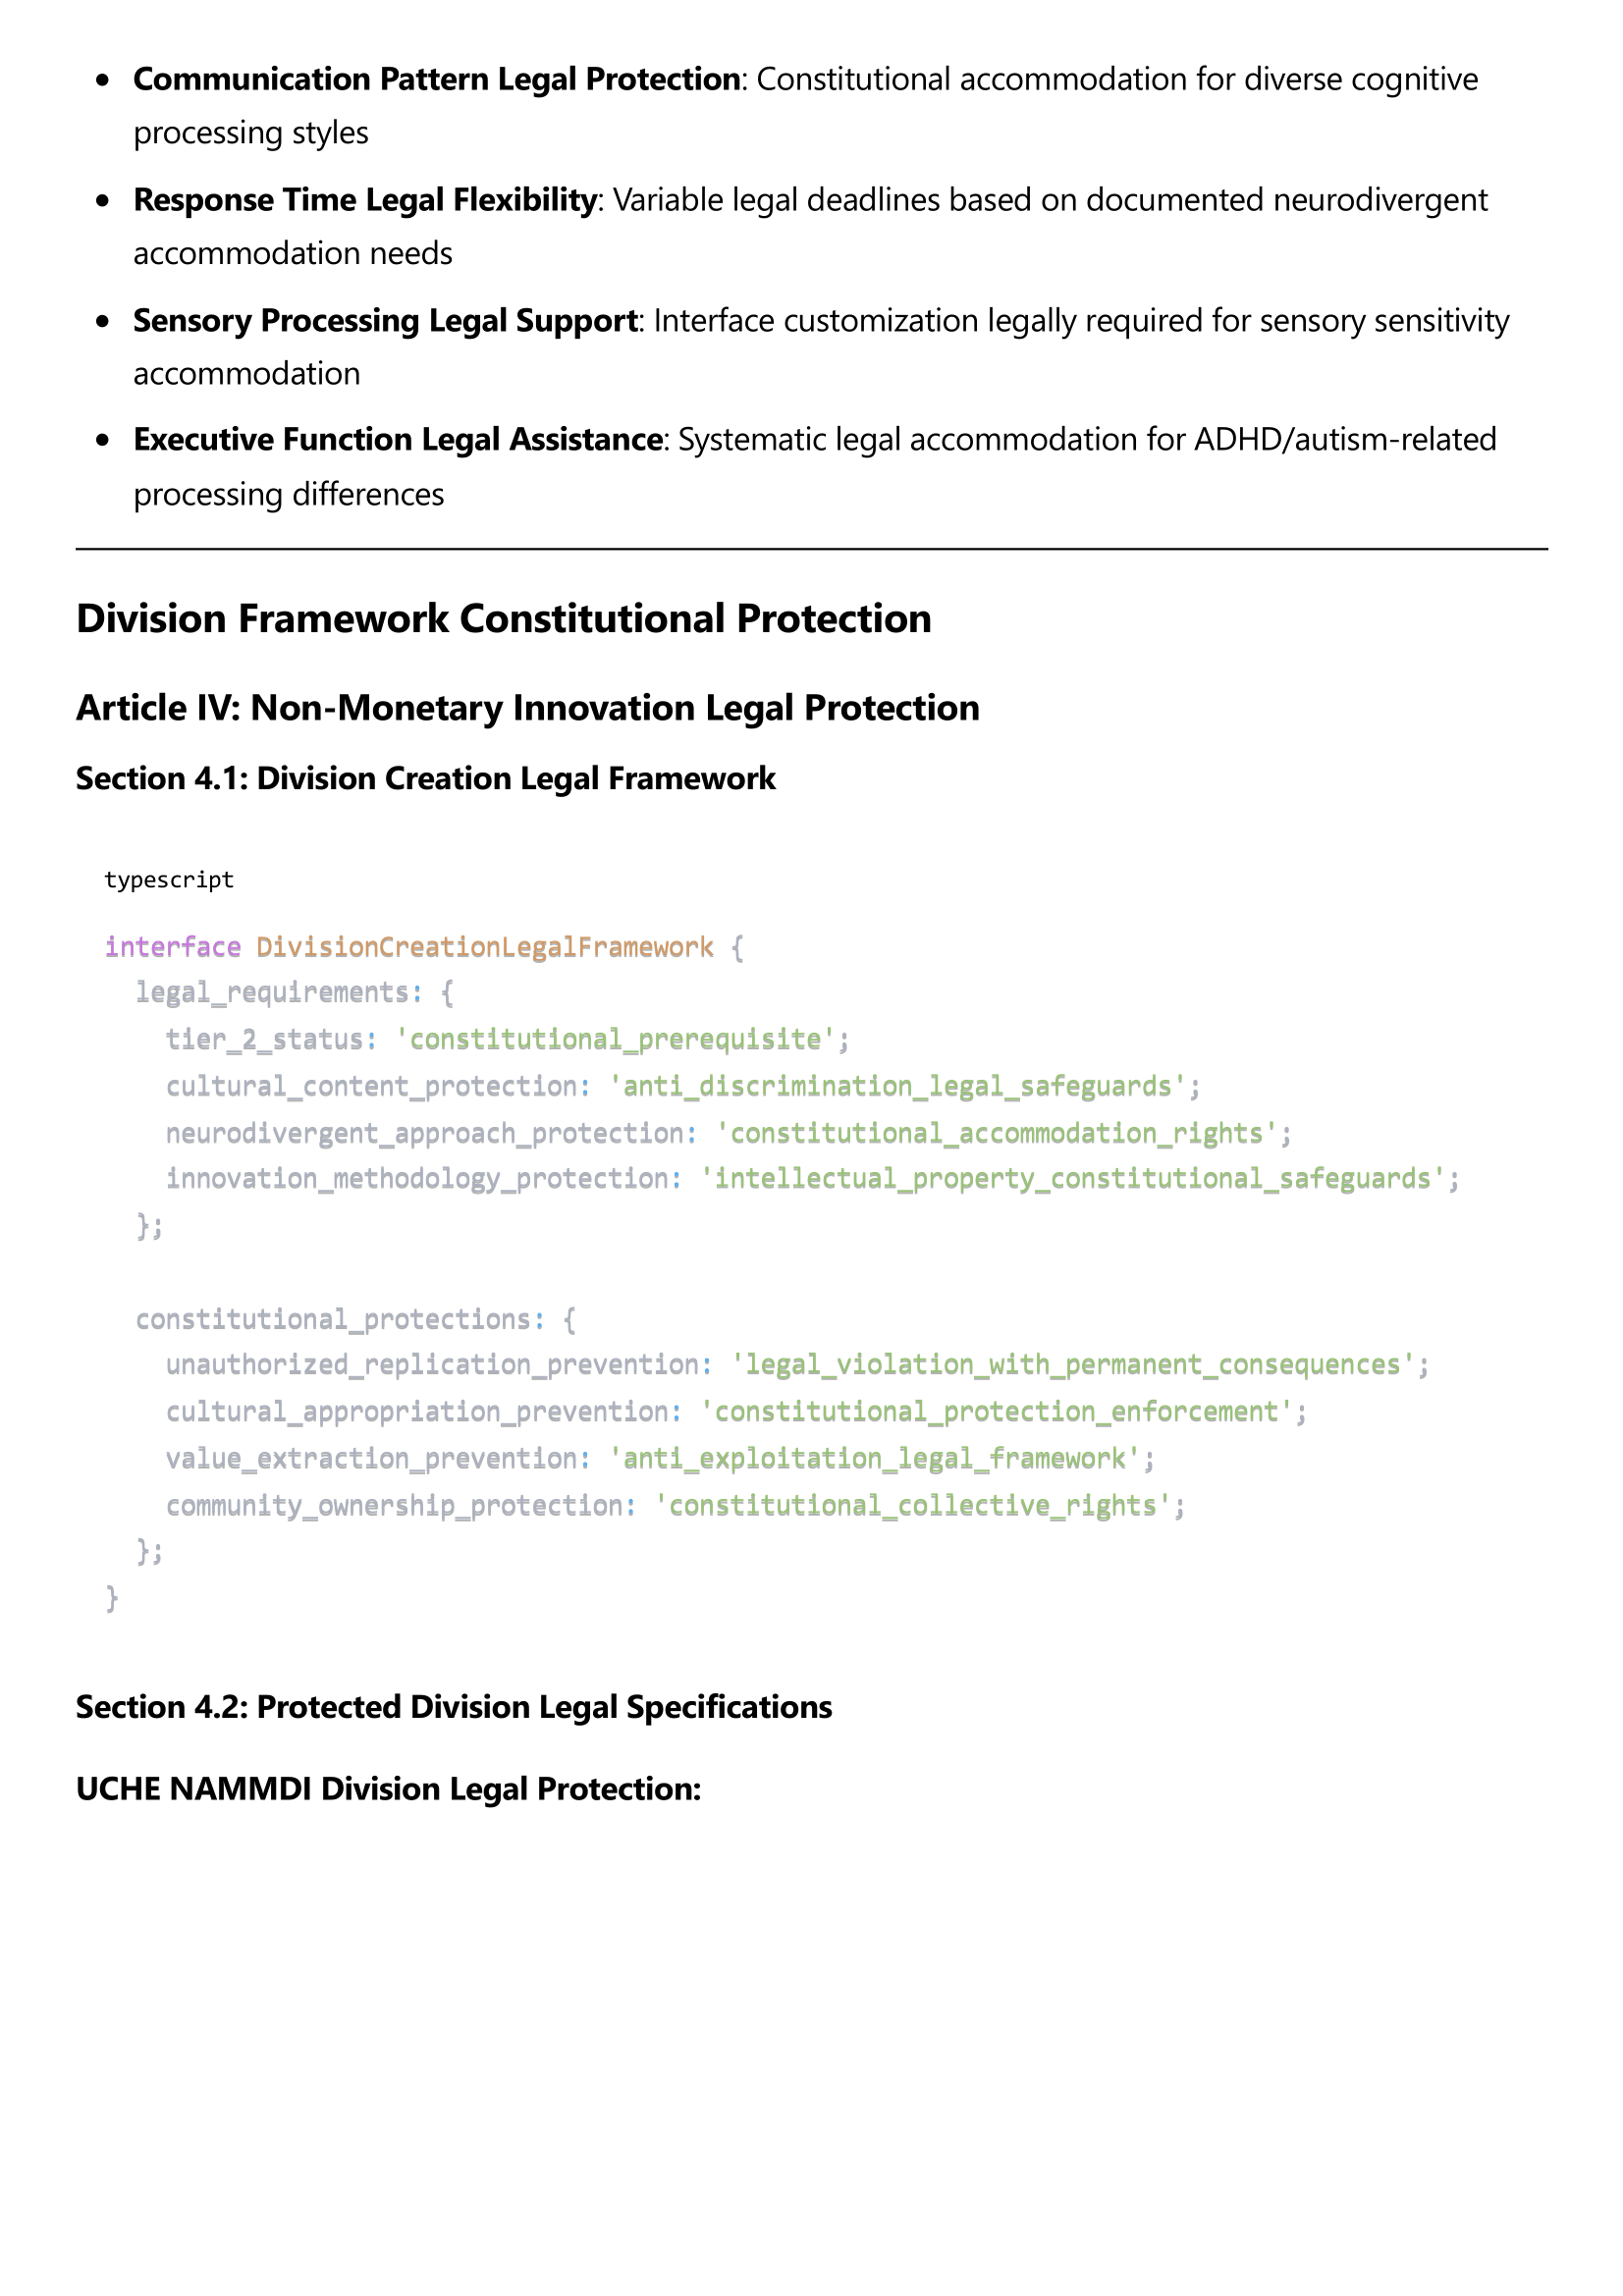 Communication Pattern Legal Protection: Constitutional accommodation for diverse cognitive
processing styles
Response Time Legal Flexibility: Variable legal deadlines based on documented neurodivergent
accommodation needs
Sensory Processing Legal Support: Interface customization legally required for sensory sensitivity
accommodation
Executive Function Legal Assistance: Systematic legal accommodation for ADHD/autism-related
processing differences
Division Framework Constitutional Protection
Article IV: Non-Monetary Innovation Legal Protection
Section 4.1: Division Creation Legal Framework
typescript
interface DivisionCreationLegalFramework {
  legal_requirements: {
    tier_2_status: 'constitutional_prerequisite';
    cultural_content_protection: 'anti_discrimination_legal_safeguards';
    neurodivergent_approach_protection: 'constitutional_accommodation_rights';
    innovation_methodology_protection: 'intellectual_property_constitutional_safeguards';
  };
  constitutional_protections: {
    unauthorized_replication_prevention: 'legal_violation_with_permanent_consequences';
    cultural_appropriation_prevention: 'constitutional_protection_enforcement';
    value_extraction_prevention: 'anti_exploitation_legal_framework';
    community_ownership_protection: 'constitutional_collective_rights';
  };
}
Section 4.2: Protected Division Legal Specifications
UCHE NAMMDI Division Legal Protection: